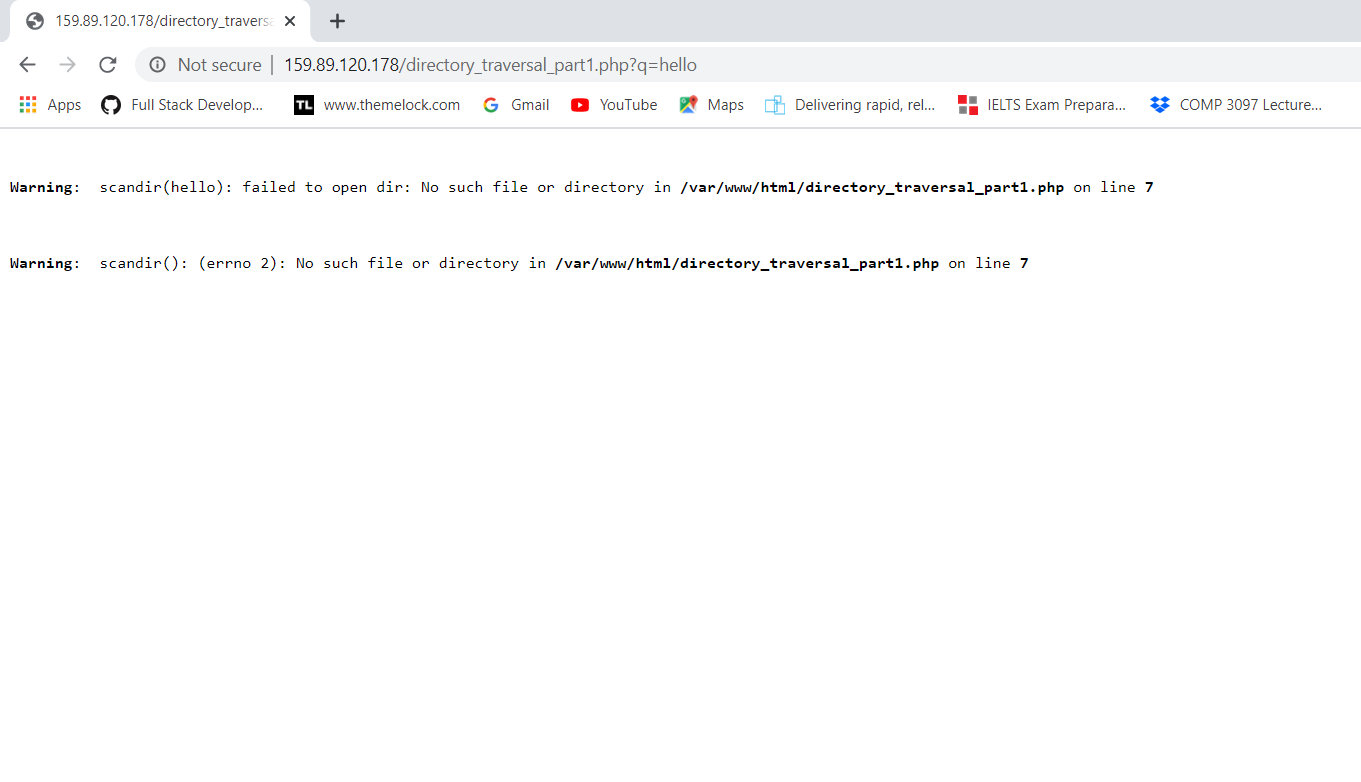 159.89.120.178/directory_travers
Not secure | 159.89.120.178/directory_traversal_part1.php?q=hello
Apps Full Stack Develop... TL www.themelock.com Gmail YouTube Maps Delivering rapid, rel... IELTS Exam Prepara... COMP 3097 Lecture...
Warning: scandir(hello): failed to open dir: No such file or directory in /var/www/html/directory_traversal_part1.php on line 7
Warning: scandir(): (errno 2): No such file or directory in /var/www/html/directory_traversal_part1.php on line 7